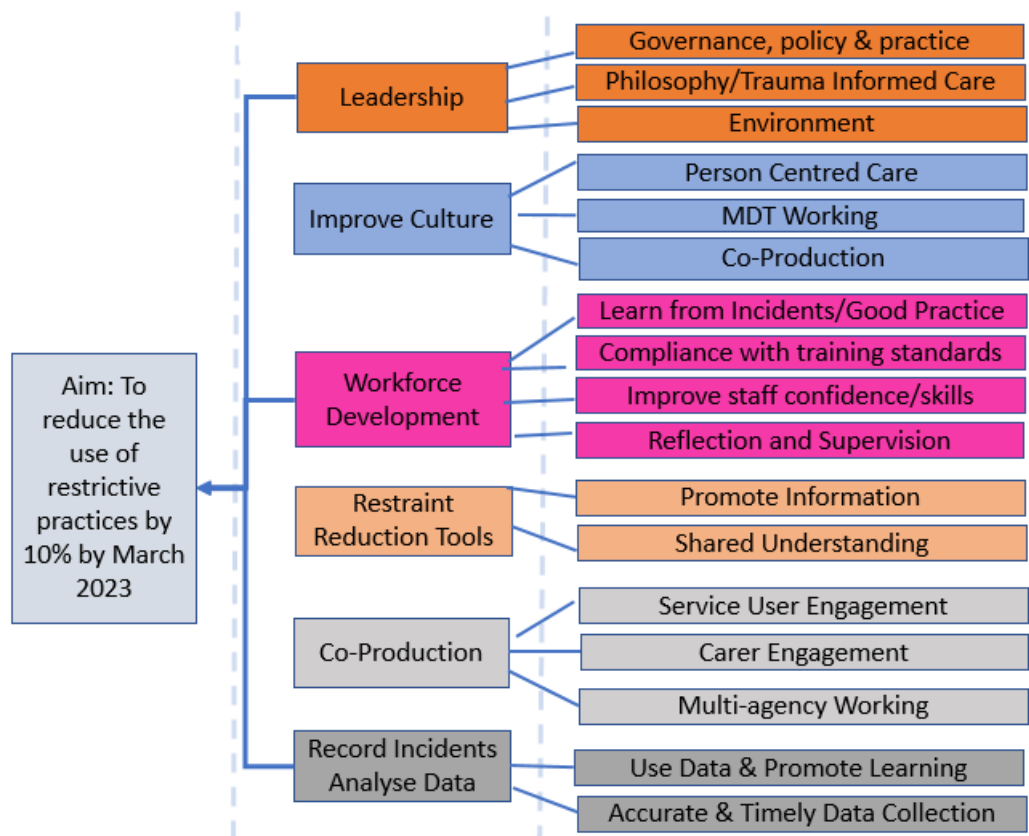 Aim: To
reduce the
use of
restrictive
practices by
10% by March
2023
Leadership
Governance, policy & practice
Philosophy/Trauma Informed Care
Environment
Improve Culture
Person Centred Care
MDT Working
Co-Production
Workforce
Development
Learn from Incidents/Good Practice
Compliance with training standards
Improve staff confidence/skills
Reflection and Supervision
Restraint
Reduction Tools
Promote Information
Shared Understanding
Co-Production
Service User Engagement
Carer Engagement
Multi-agency Working
Record Incidents
Analyse Data
Use Data & Promote Learning
Accurate & Timely Data Collection